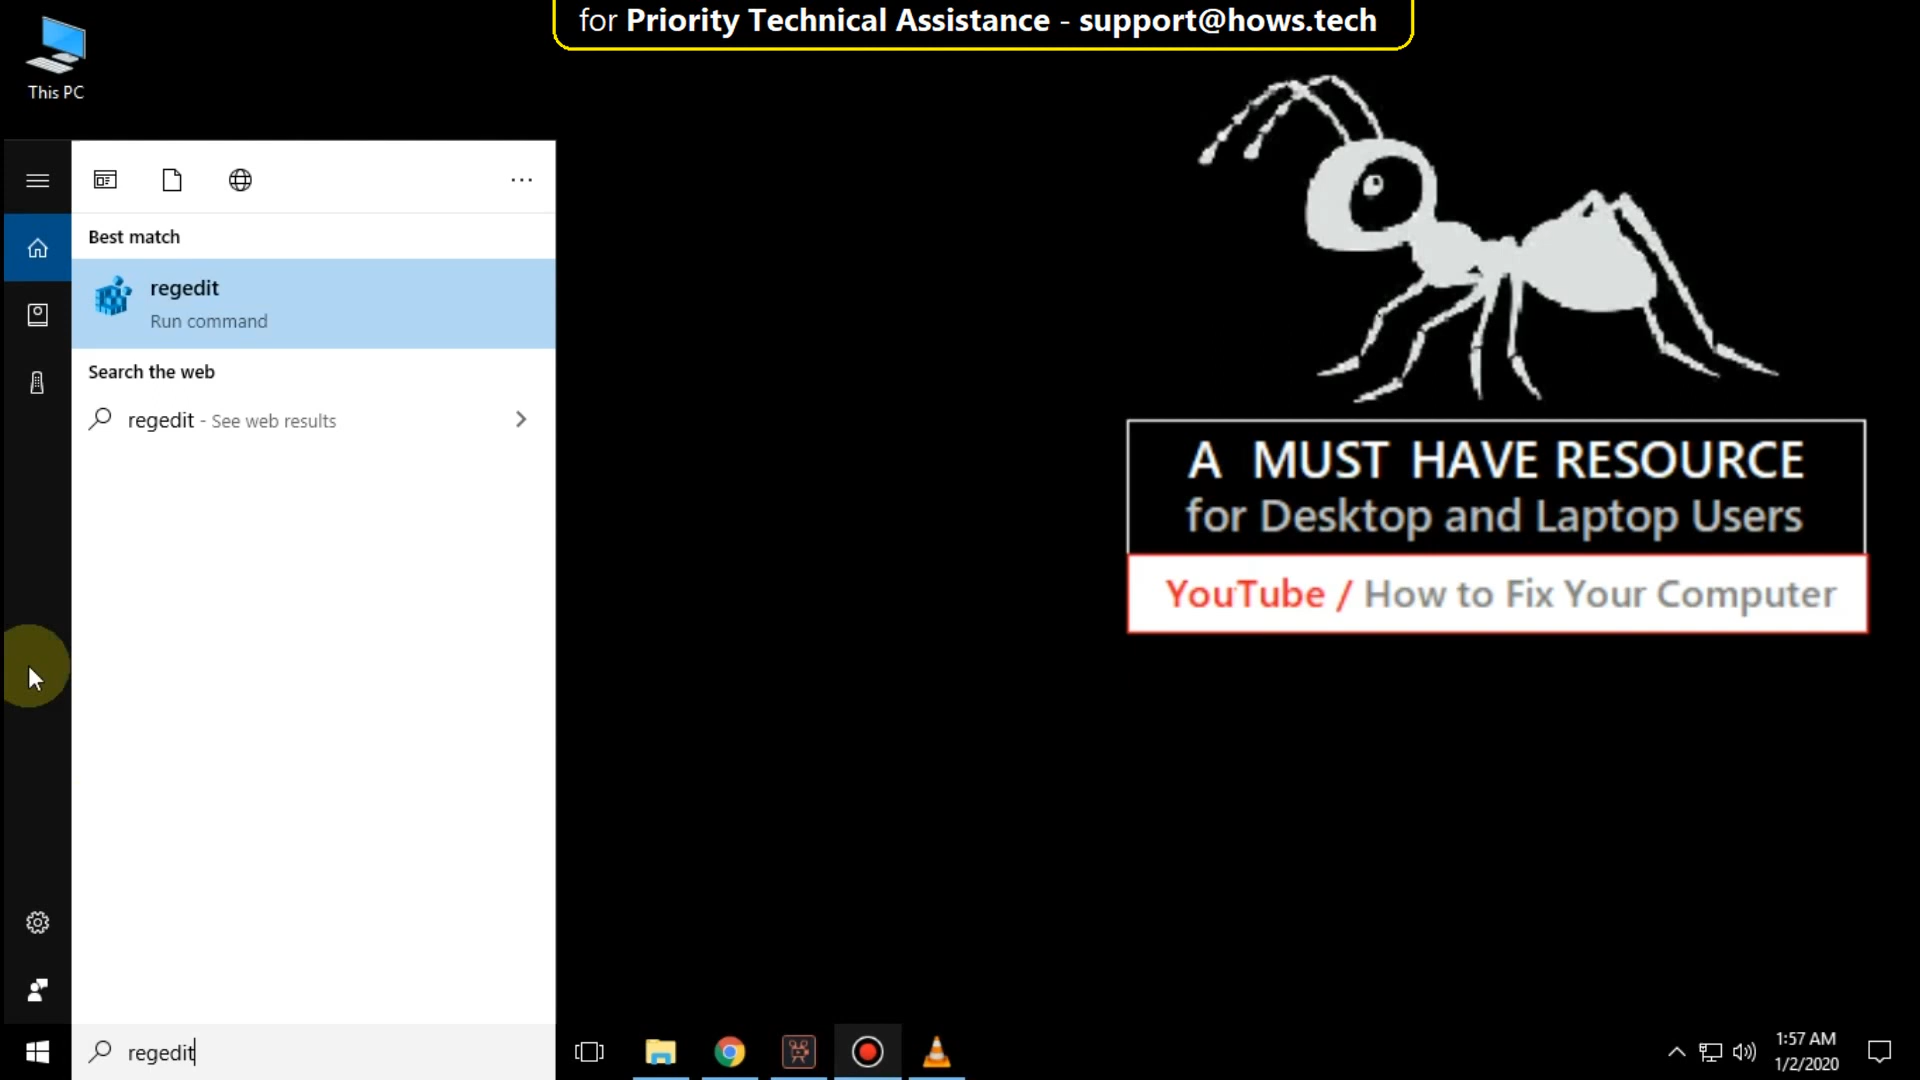 for Priority Technical Assistance - support@hows.tech
This PC
Best match
regedit
Run command
Search the web
regedit - See web results
A MUST HAVE RESOURCE
for Desktop and Laptop Users
YouTube / How to Fix Your Computer
regedit
1:57 AM
1/2/2020